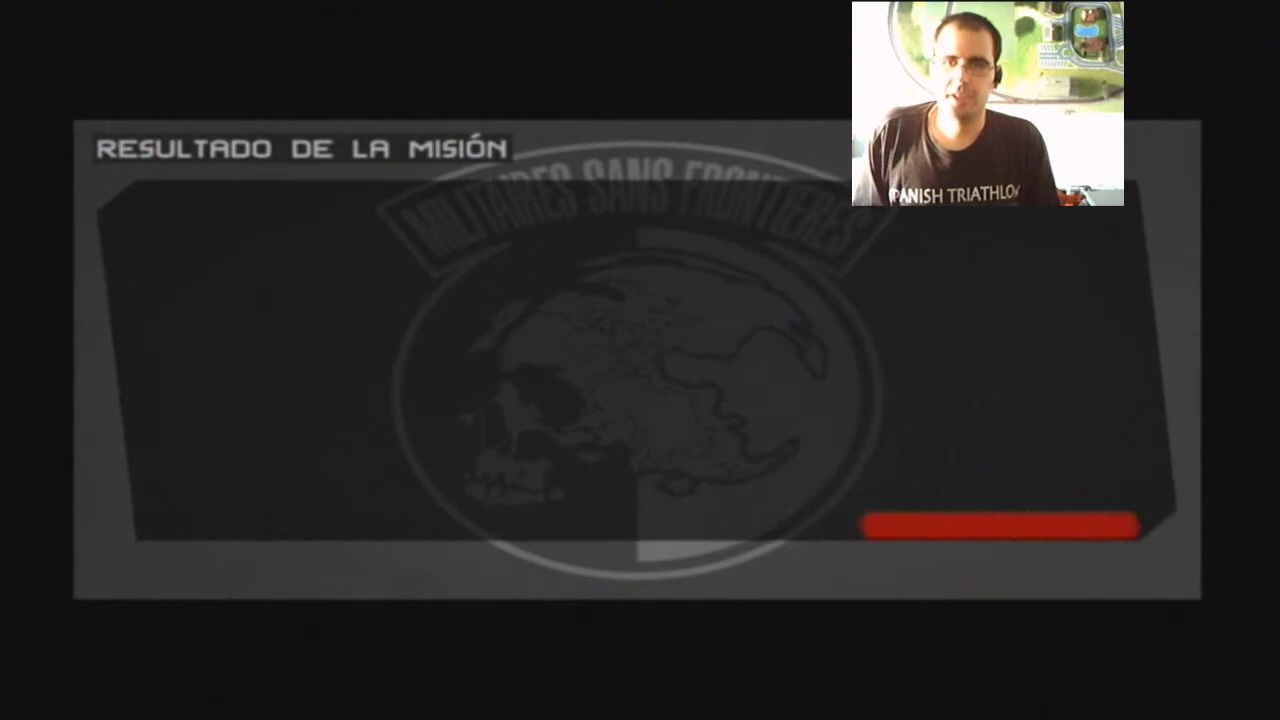 RESULTADO DE LA MISIÓN
MILITAIRES SANS FRONTIERES
SPANISH TRIATHLON